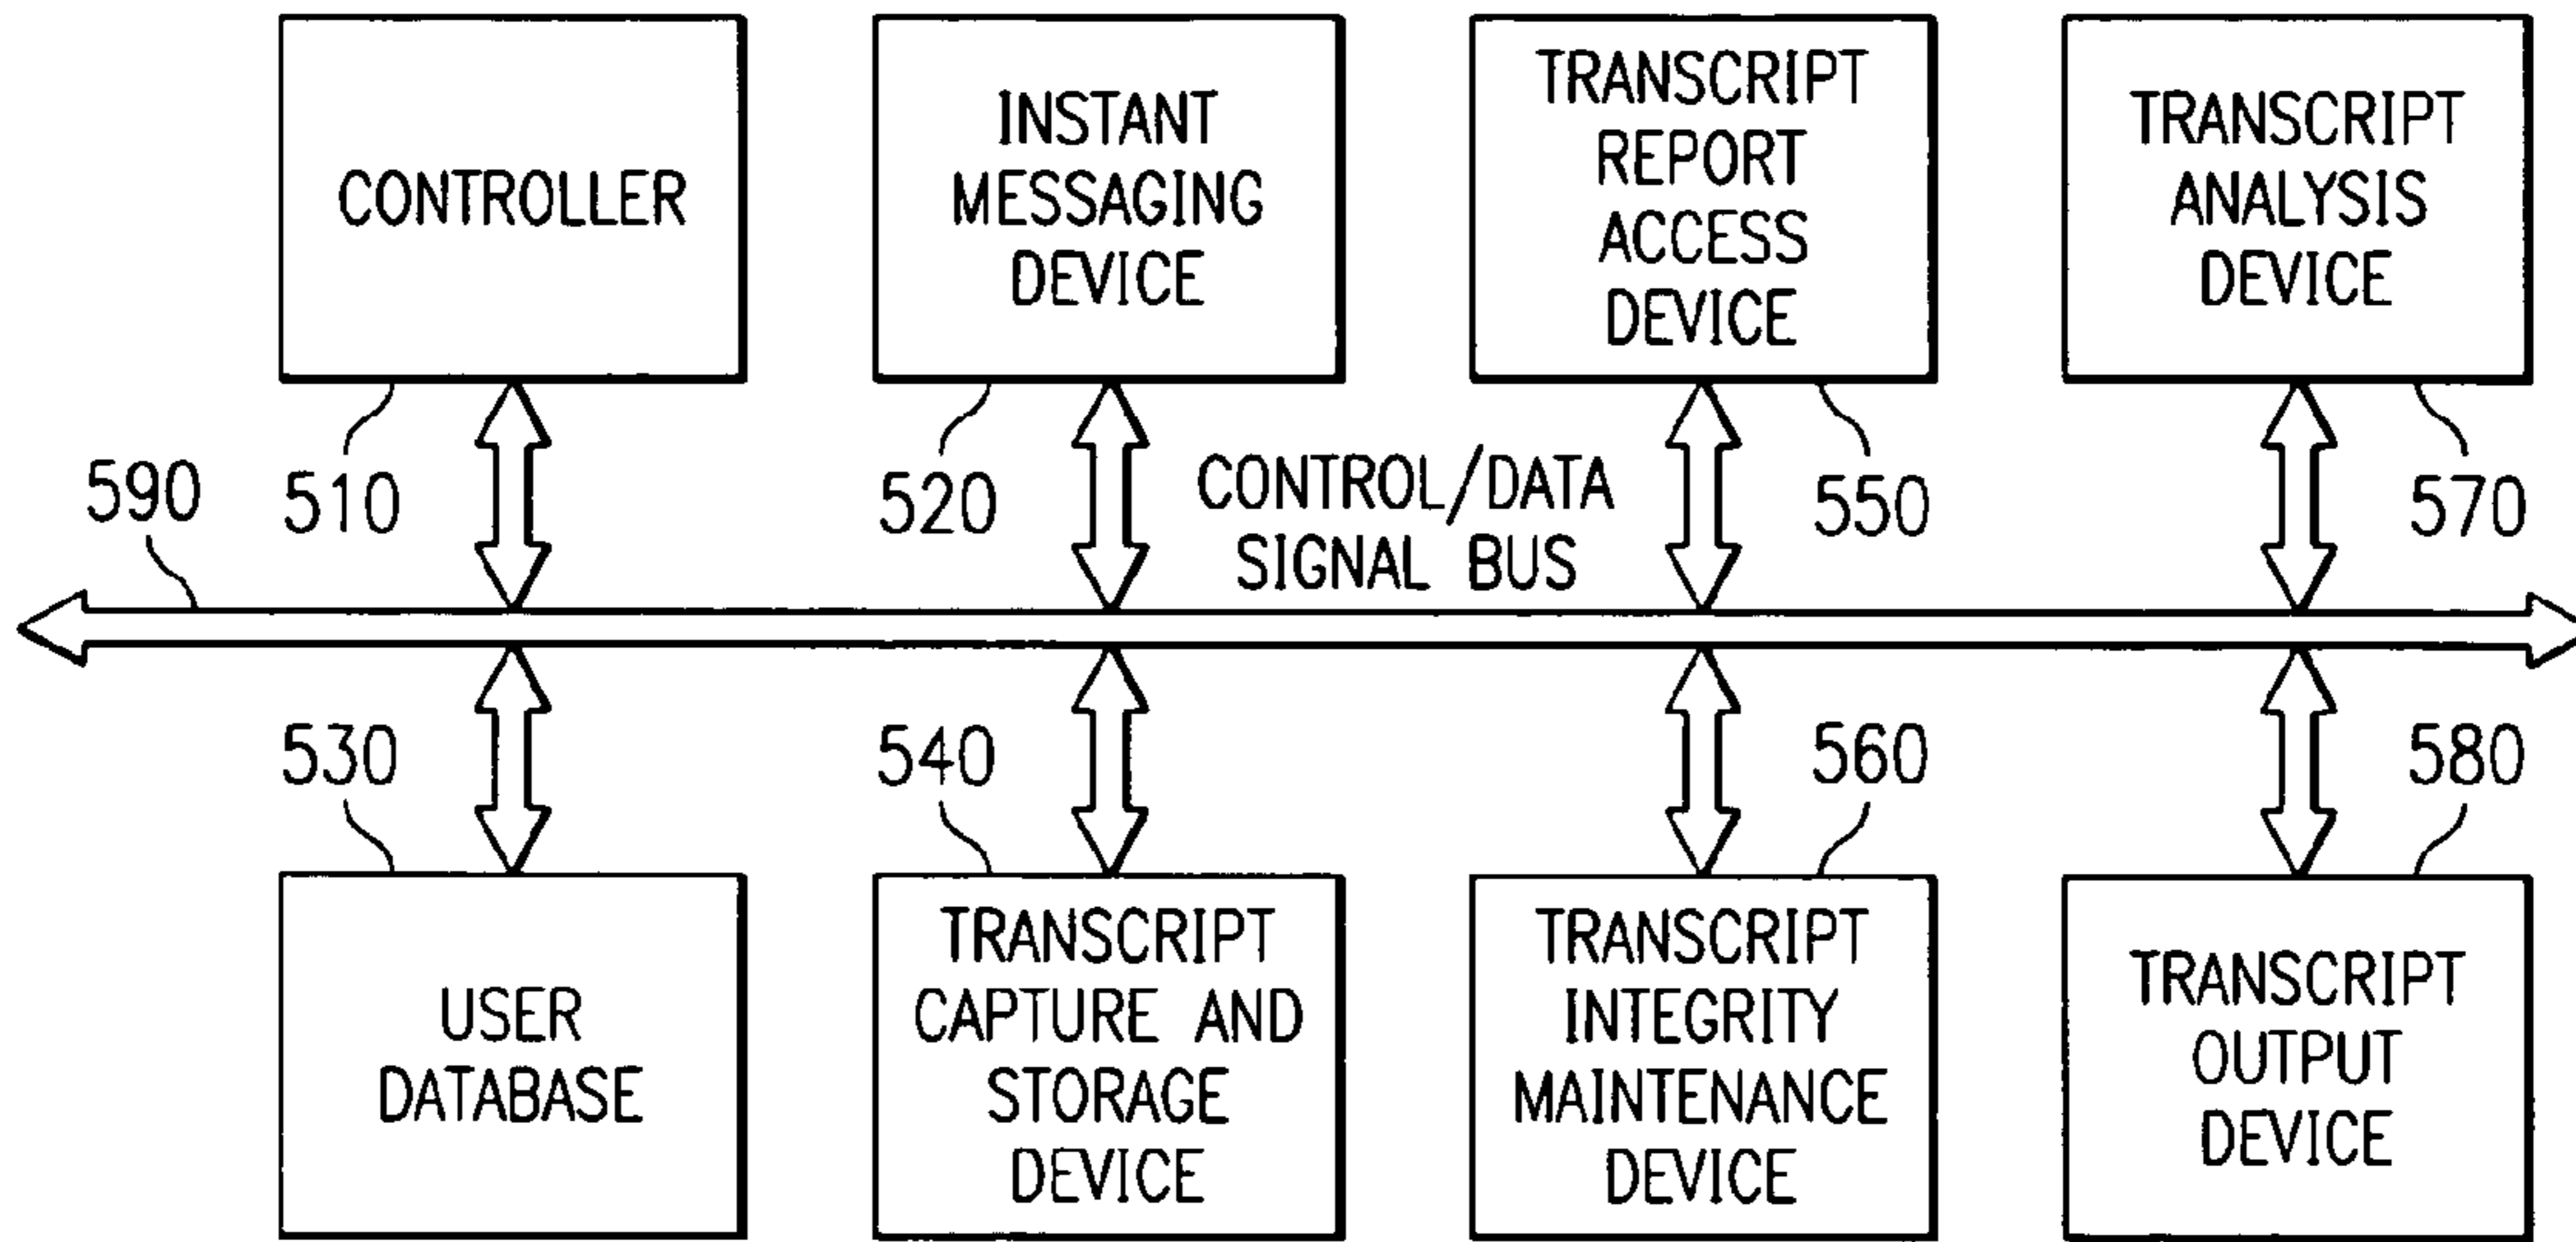 CONTROLLER
INSTANT
MESSAGING
DEVICE
TRANSCRIPT
REPORT
ACCESS
DEVICE
TRANSCRIPT
ANALYSIS
DEVICE
590
510
520
CONTROL/DATA
SIGNAL BUS
550
570
530
540
560
580
USER
DATABASE
TRANSCRIPT
CAPTURE AND
STORAGE
DEVICE
TRANSCRIPT
INTEGRITY
MAINTENANCE
DEVICE
TRANSCRIPT
OUTPUT
DEVICE